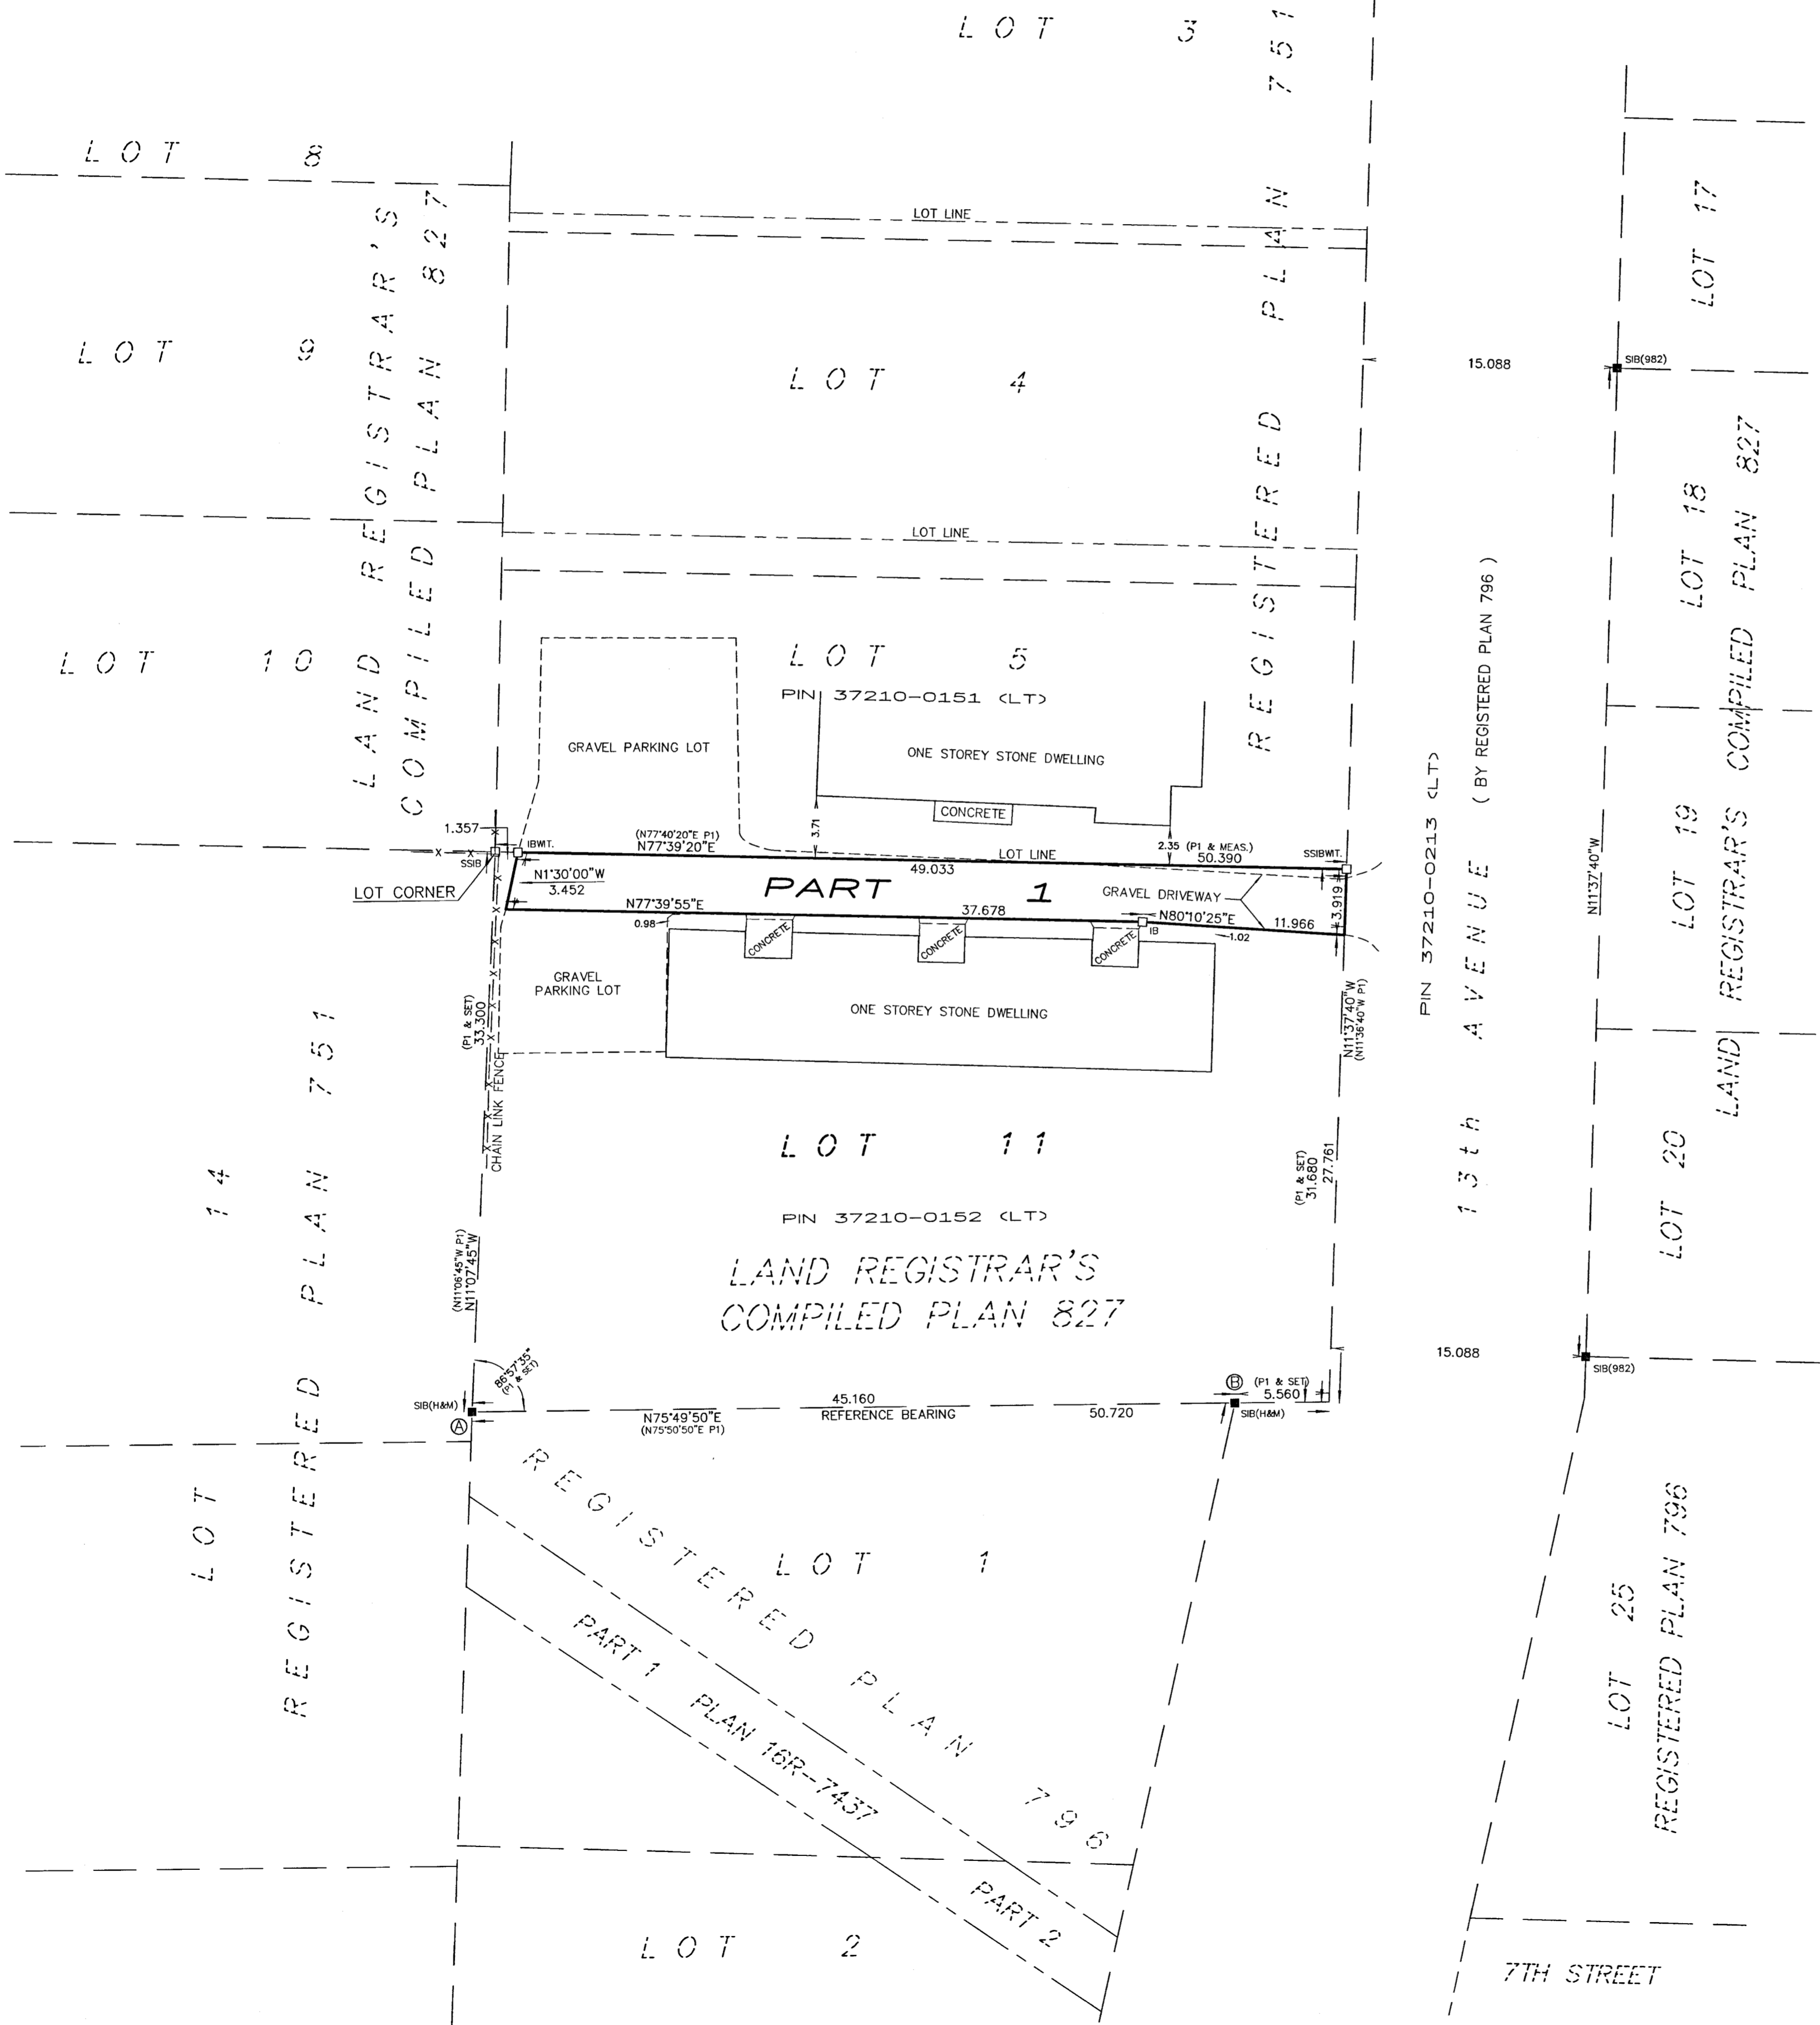 LOT 3
REGISTERED PLAN 751
LOT 8
LAND REGISTRAR'S
COMPILED PLAN 827
LOT LINE
LOT 17
LOT 9
LOT 4
15.088
SIB(982)
LOT 18
LAND REGISTRAR'S COMPILED PLAN 827
LOT LINE
N11°37'40"W
LOT 10
LOT 5
PIN 37210-0151 (LT)
GRAVEL PARKING LOT
ONE STOREY STONE DWELLING
CONCRETE
13th AVENUE ( BY REGISTERED PLAN 796 )
PIN 37210-0213 (LT)
LOT 19
1.357
IBWIT.
SSIB
(N77°40'20"E P1)
N77°39'20"E
3.71
LOT LINE
2.35 (P1 & MEAS.)
50.390
SSIBWIT.
49.033
LOT CORNER
N1°30'00"W
3.452
PART 1
GRAVEL DRIVEWAY
3.919
N77°39'55"E
37.678
N80°10'25"E
11.966
0.98
IB
1.02
CONCRETE
CONCRETE
CONCRETE
GRAVEL
PARKING LOT
ONE STOREY STONE DWELLING
(P1 & SET)
33.300
CHAIN LINK FENCE
N11°37'40"W
(N11°36'40"W P1)
LOT 14
REGISTERED PLAN 751
LOT 11
PIN 37210-0152 (LT)
LAND REGISTRAR'S
COMPILED PLAN 827
(P1 & SET)
31.680
27.761
LOT 20
(N11°06'45"W P1)
N11°07'45"W
86°57'35"
(P1 & SET)
15.088
SIB(982)
SIB(H&M)
A
45.160
N75°49'50"E
(N75°50'50"E P1)
REFERENCE BEARING
50.720
B
(P1 & SET)
5.560
SIB(H&M)
REGISTERED PLAN 796
LOT 1
PART 1 PLAN 16R-7437
PART 2
LOT 25
REGISTERED PLAN 796
LOT 2
7TH STREET